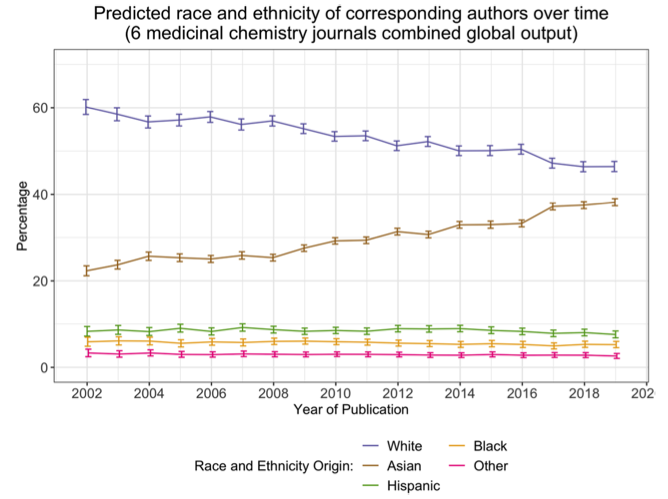 Predicted race and ethnicity of corresponding authors over time
(6 medicinal chemistry journals combined global output)
Percentage
60
40
20
0
2002 2004 2006 2008 2010 2012 2014 2016 2018 202
Year of Publication
Race and Ethnicity Origin:
White
Asian
Hispanic
Black
Other